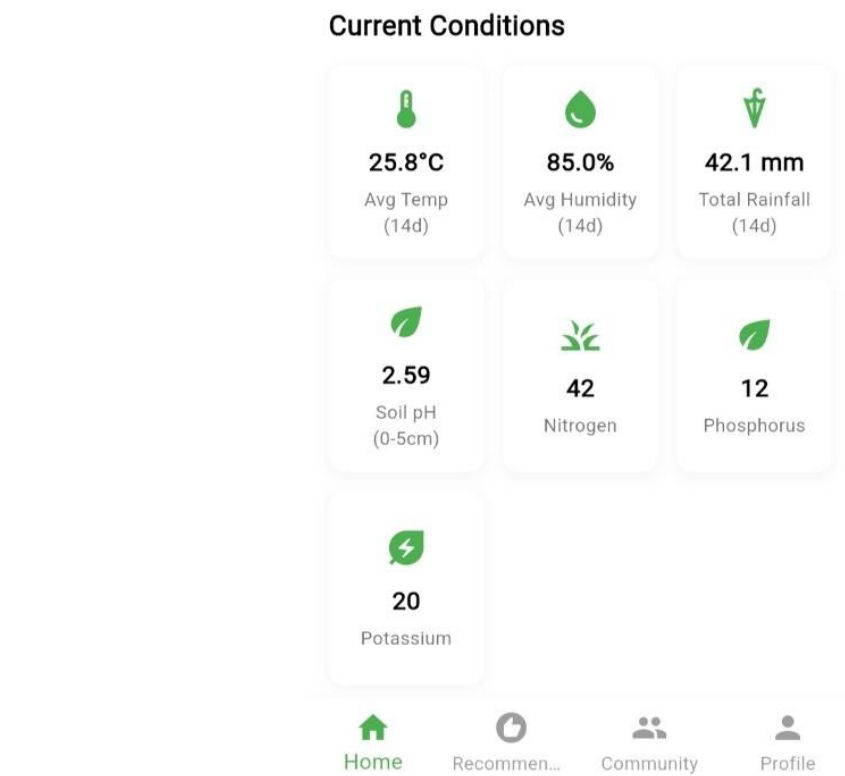 Current Conditions
25.8°C
Avg Temp
(14d)
85.0%
Avg Humidity
(14d)
42.1 mm
Total Rainfall
(14d)
2.59
Soil pH
(0-5cm)
42
Nitrogen
12
Phosphorus
20
Potassium
Home
Recommen...
Community
Profile